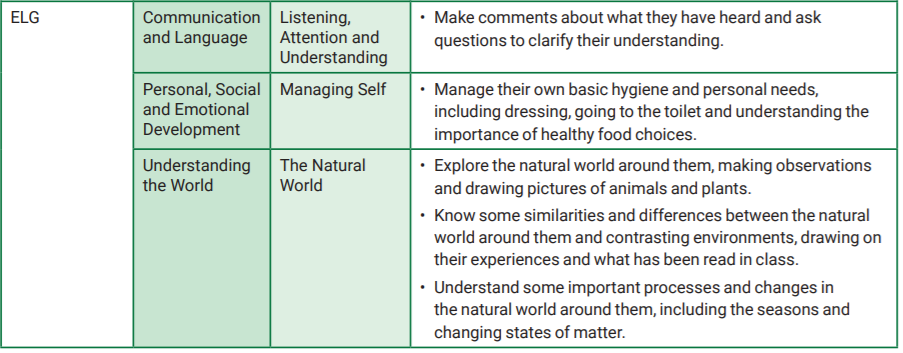 ELG
Communication
and Language
Listening,
Attention and
Understanding
• Make comments about what they have heard and ask
questions to clarify their understanding.
Personal, Social
and Emotional
Development
Managing Self
• Manage their own basic hygiene and personal needs,
including dressing, going to the toilet and understanding the
importance of healthy food choices.
Understanding
the World
The Natural
World
• Explore the natural world around them, making observations
and drawing pictures of animals and plants.
• Know some similarities and differences between the natural
world around them and contrasting environments, drawing on
their experiences and what has been read in class.
• Understand some important processes and changes in
the natural world around them, including the seasons and
changing states of matter.